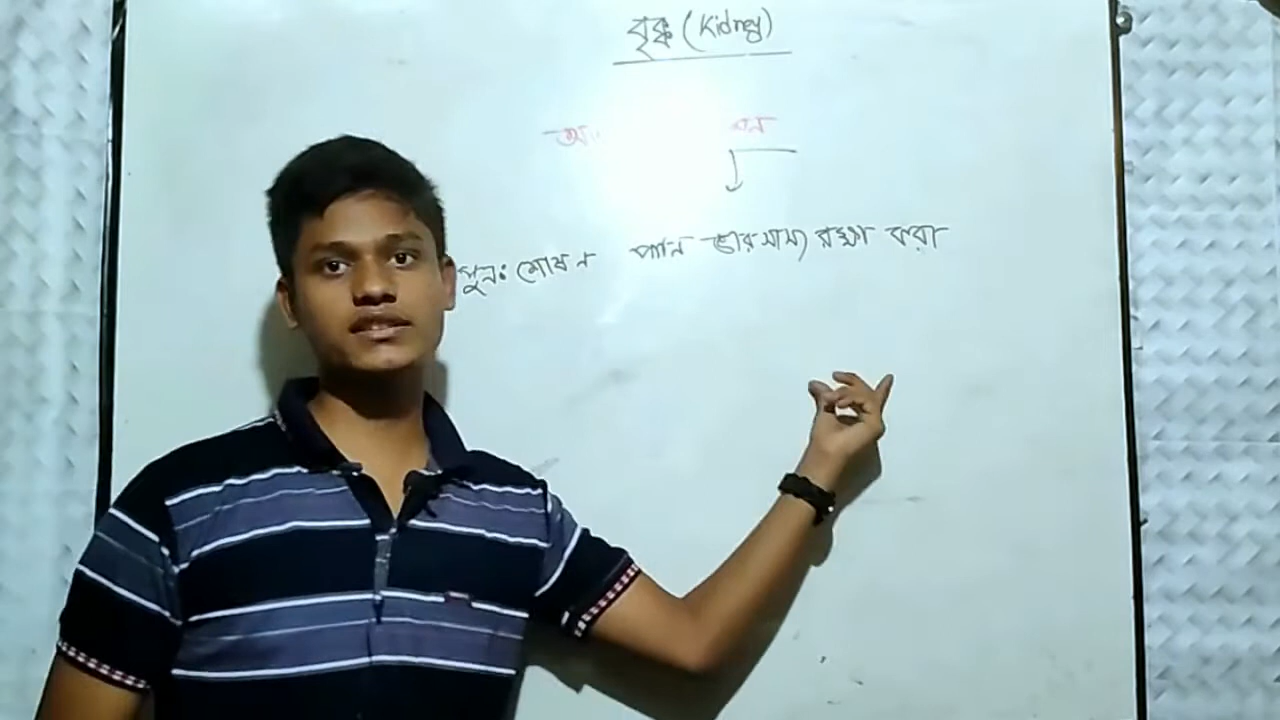 বৃক্ক (Kidney)
পুনঃশোষণ পানি ভারসাম্য রক্ষা করা